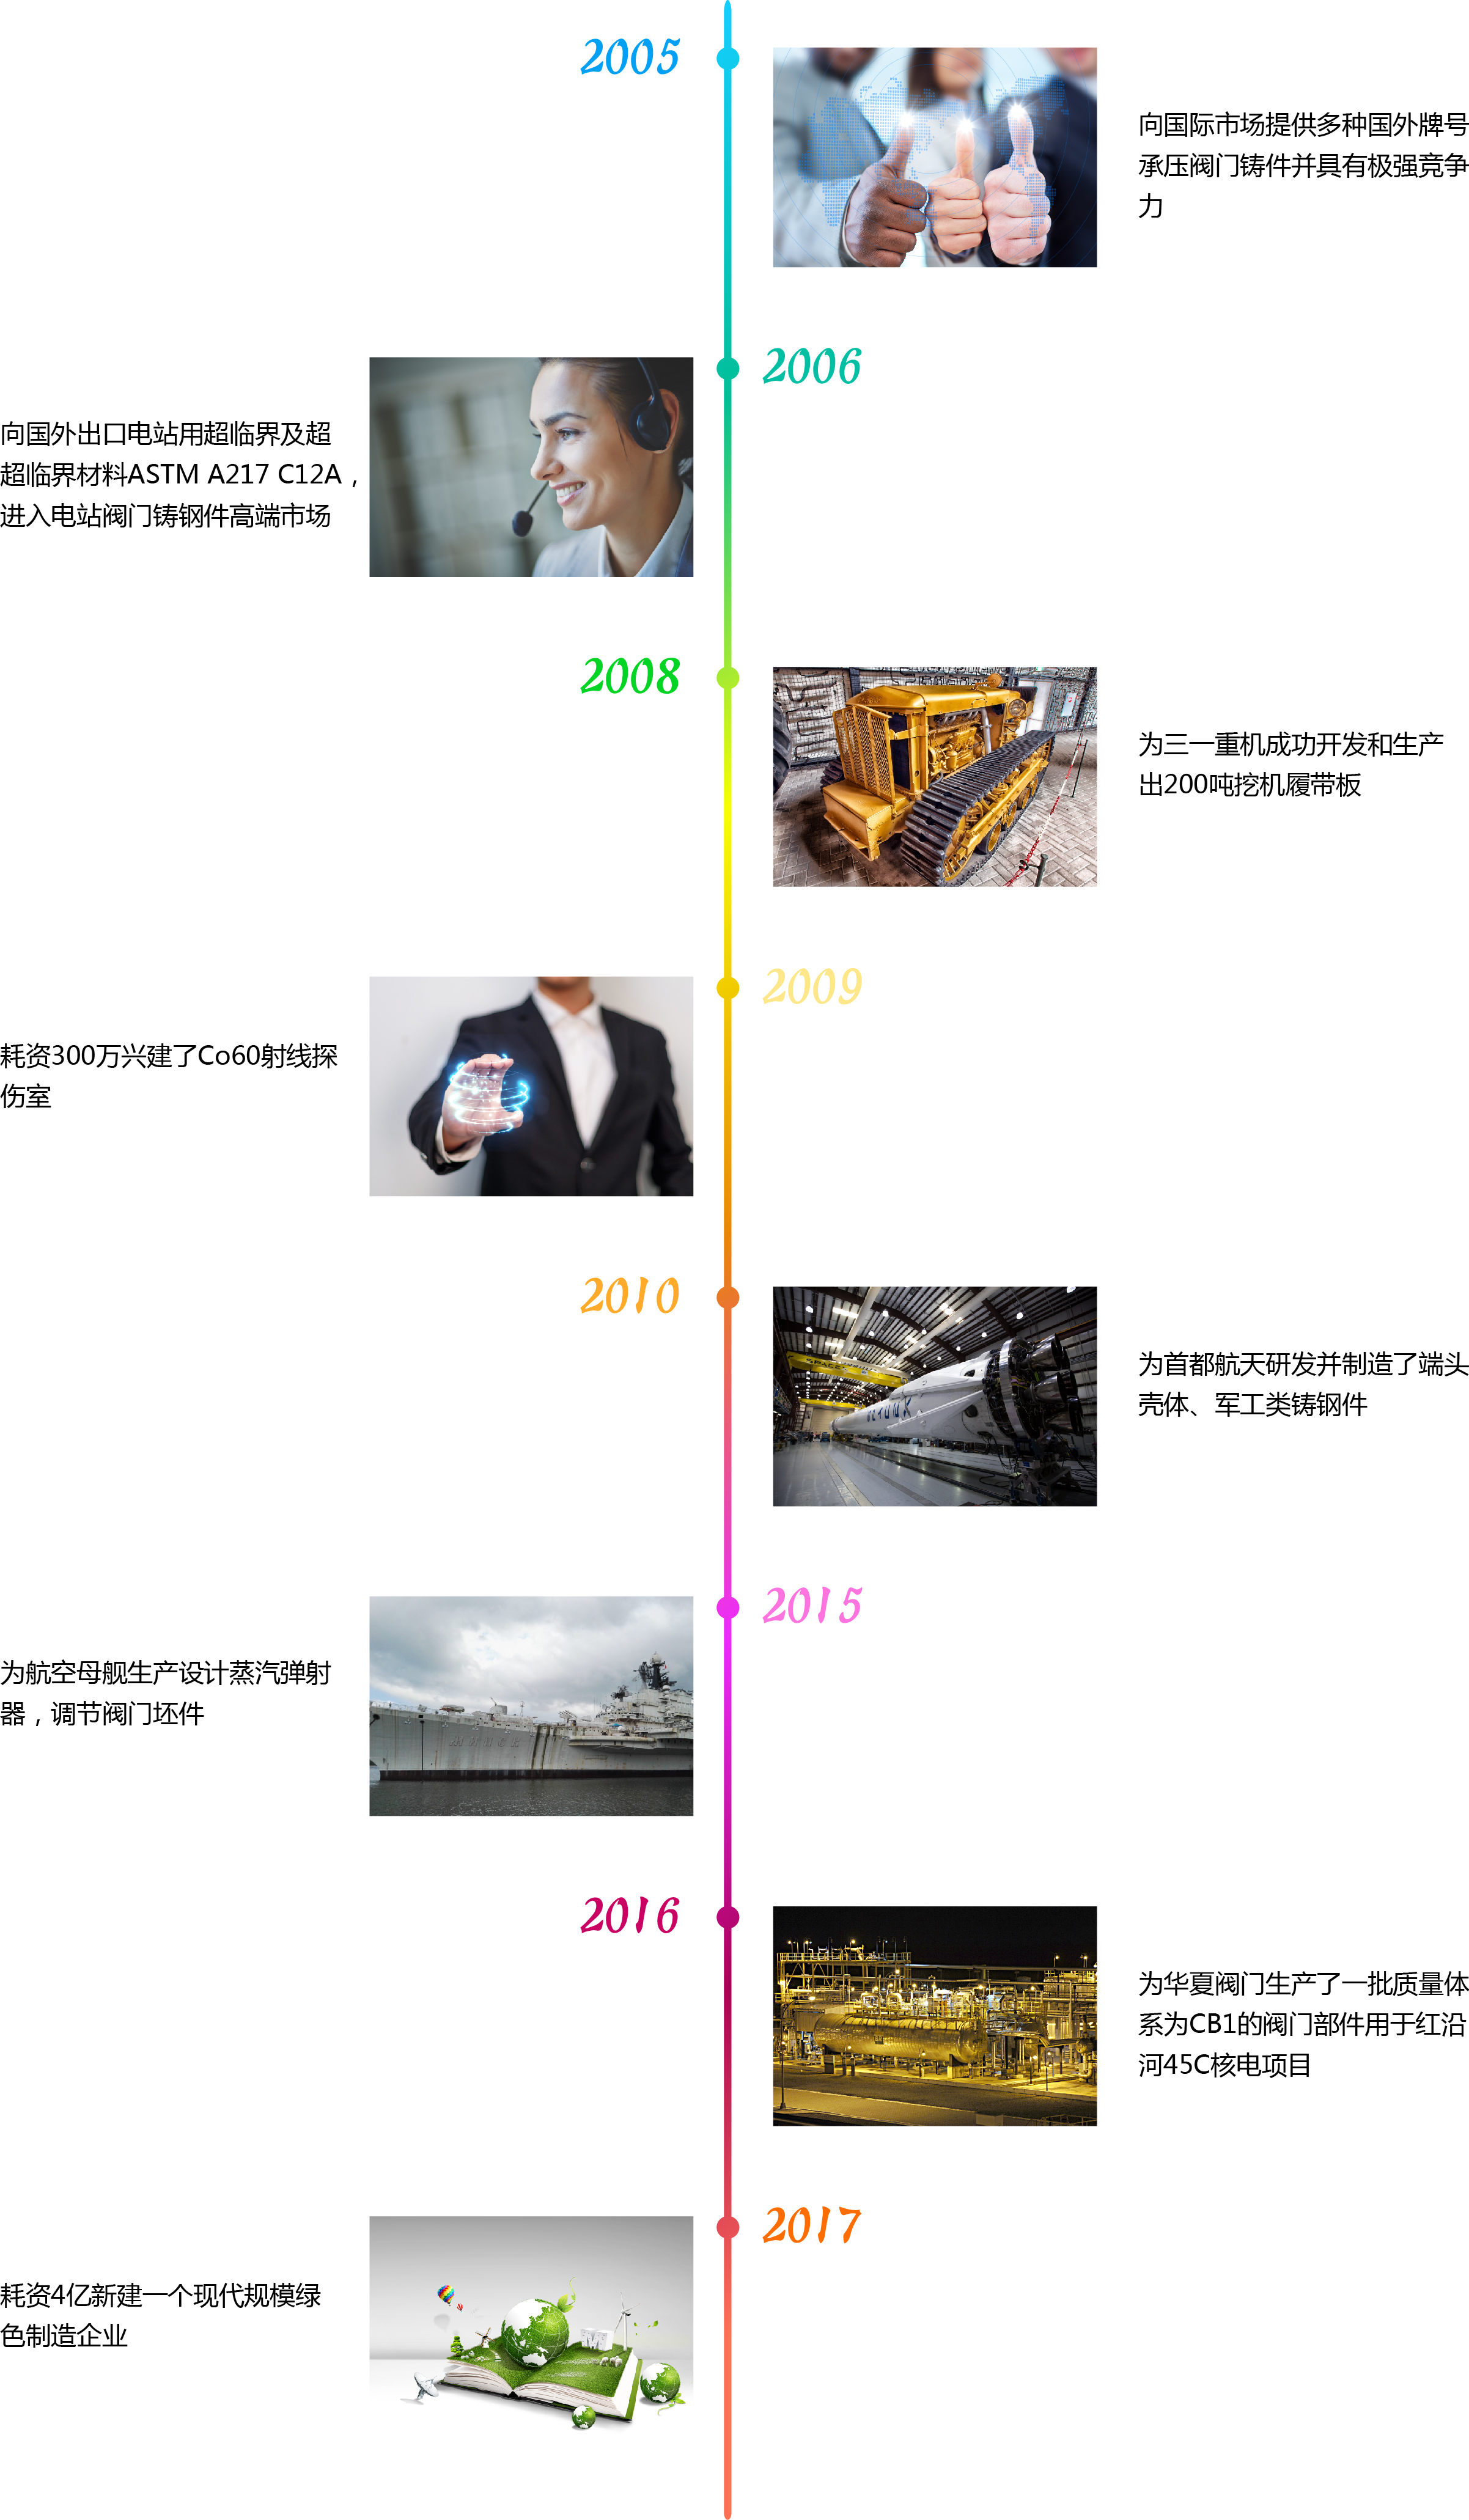 2005
向国际市场提供多种国外牌号
承压阀门铸件并具有极强竞争
力
2006
向国外出口电站用超临界及超
超临界材料ASTM A217 C12A，
进入电站阀门铸钢件高端市场
2008
为三一重机成功开发和生产
出200吨挖机履带板
2009
耗资300万兴建了Co60射线探
伤室
2010
为首都航天研发并制造了端头
壳体、军工类铸钢件
2015
为航空母舰生产设计蒸汽弹射
器，调节阀门坯件
2016
为华夏阀门生产了一批质量体
系为CB1的阀门部件用于红沿
河45C核电项目
2017
耗资4亿新建一个现代规模绿
色制造企业